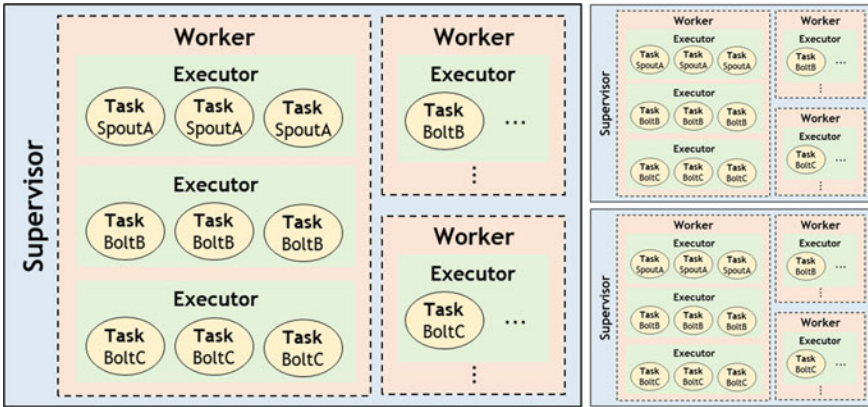 Supervisor
Worker
Executor
Task Task Task
SpoutA SpoutA SpoutA
Executor
Task Task Task
BoltB BoltB BoltB
Executor
Task Task Task
BoltC BoltC BoltC
Worker
Executor
Task
BoltB ...
⋮
Worker
Executor
Task
BoltC ...
⋮
Supervisor
Worker
Executor
Task Task Task
SpoutA SpoutA SpoutA
Executor
Task Task Task
BoltB BoltB BoltB
Executor
Task Task Task
BoltC BoltC BoltC
Worker
Executor
Task
BoltB ...
⋮
Worker
Executor
Task
BoltC ...
⋮
Supervisor
Worker
Executor
Task Task Task
SpoutA SpoutA SpoutA
Executor
Task Task Task
BoltB BoltB BoltB
Executor
Task Task Task
BoltC BoltC BoltC
Worker
Executor
Task
BoltB ...
⋮
Worker
Executor
Task
BoltC ...
⋮